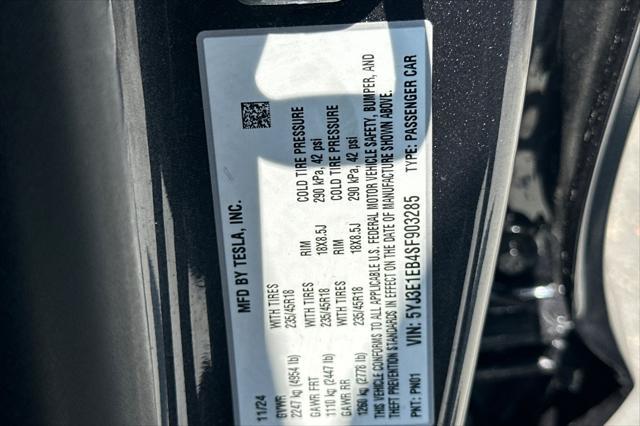 MFD BY TESLA, INC.
11/24
GVWR WITH TIRES RIM COLD TIRE PRESSURE
2247 kg (4954 lb) 235/45R18 18X8.5J 290 kPa, 42 psi
GAWR FRT WITH TIRES RIM COLD TIRE PRESSURE
1110 kg (2447 lb) 235/45R18 18X8.5J 290 kPa, 42 psi
GAWR RR WITH TIRES
1260 kg (2778 lb) 235/45R18
THIS VEHICLE CONFORMS TO ALL APPLICABLE U.S. FEDERAL MOTOR VEHICLE SAFETY, BUMPER, AND
THEFT PREVENTION STANDARDS IN EFFECT ON THE DATE OF MANUFACTURE SHOWN ABOVE.
PNT: PN01 VIN: 5YJ3E1EB4SF903285 TYPE: PASSENGER CAR